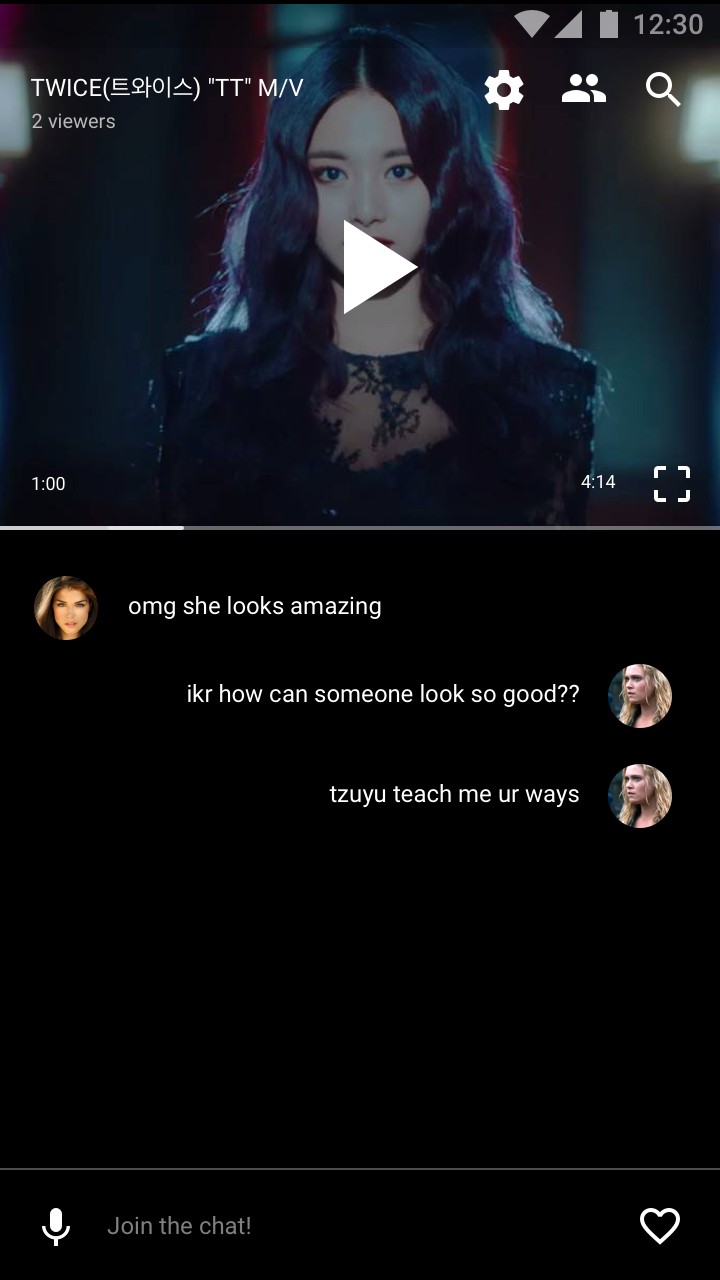 12:30
TWICE(트와이스) "TT" M/V
2 viewers
1:00
4:14
omg she looks amazing
ikr how can someone look so good??
tzuyu teach me ur ways
Join the chat!